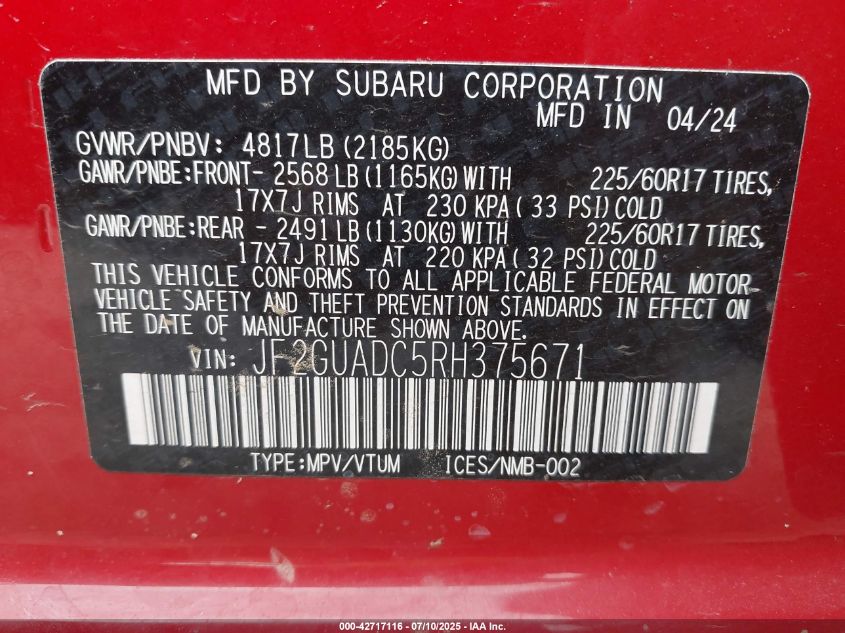 MFD BY SUBARU CORPORATION
MFD IN 04/24
GVWR/PNBV: 4817LB (2185KG)
GAWR/PNBE:FRONT- 2568 LB (1165KG) WITH 225/60R17 TIRES,
17X7J RIMS AT 230 KPA ( 33 PSI) COLD
GAWR/PNBE:REAR - 2491 LB (1130KG) WITH 225/60R17 TIRES,
17X7J RIMS AT 220 KPA ( 32 PSI) COLD
THIS VEHICLE CONFORMS TO ALL APPLICABLE FEDERAL MOTOR-
VEHICLE SAFETY AND THEFT PREVENTION STANDARDS IN EFFECT ON
THE DATE OF MANUFACTURE SHOWN ABOVE.
VIN: JF2GUADC5RH375671
TYPE:MPV/VTUM ICES/NMB-002
000-42717116 - 07/10/2025 - IAA Inc.